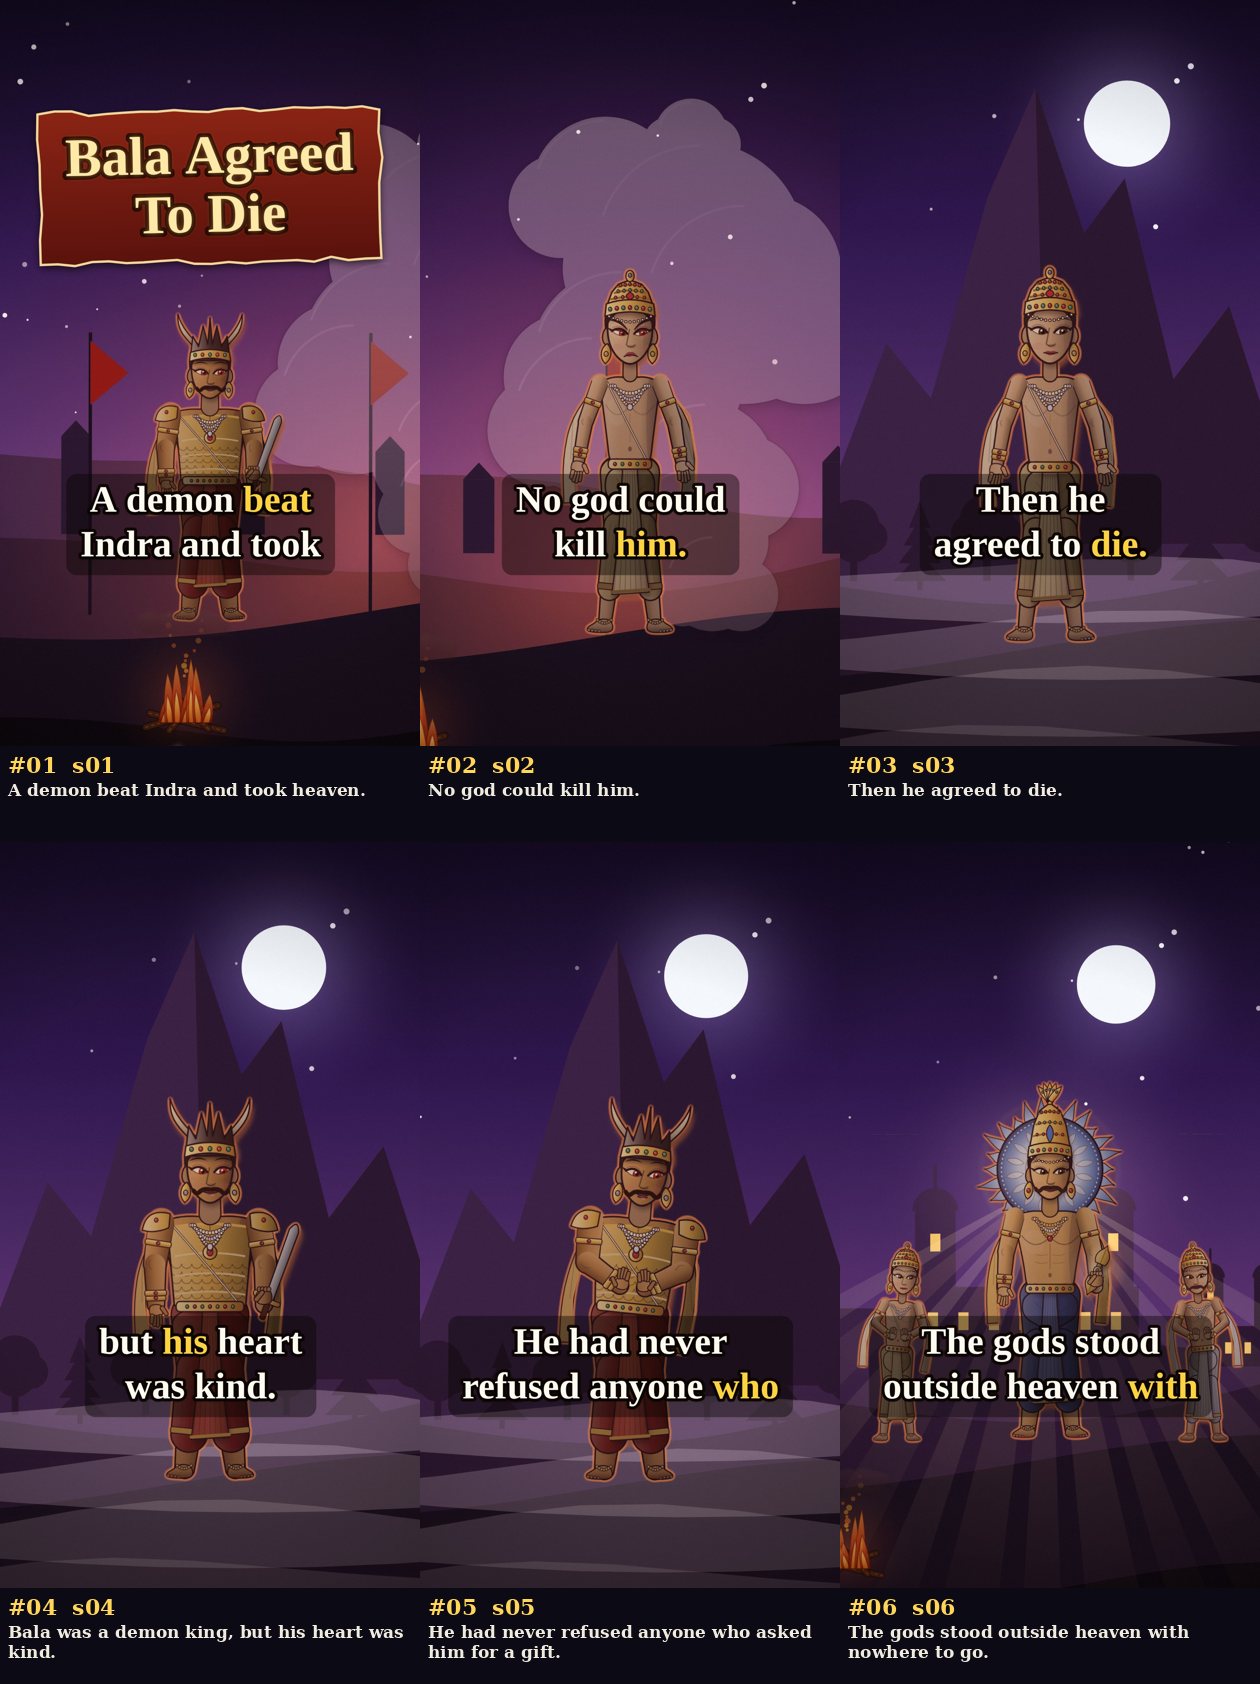 Bala Agreed
To Die
A demon beat
Indra and took
#01 s01
A demon beat Indra and took heaven.
No god could
kill him.
#02 s02
No god could kill him.
Then he
agreed to die.
#03 s03
Then he agreed to die.
but his heart
was kind.
#04 s04
Bala was a demon king, but his heart was
kind.
He had never
refused anyone who
#05 s05
He had never refused anyone who asked
him for a gift.
The gods stood
outside heaven with
#06 s06
The gods stood outside heaven with
nowhere to go.